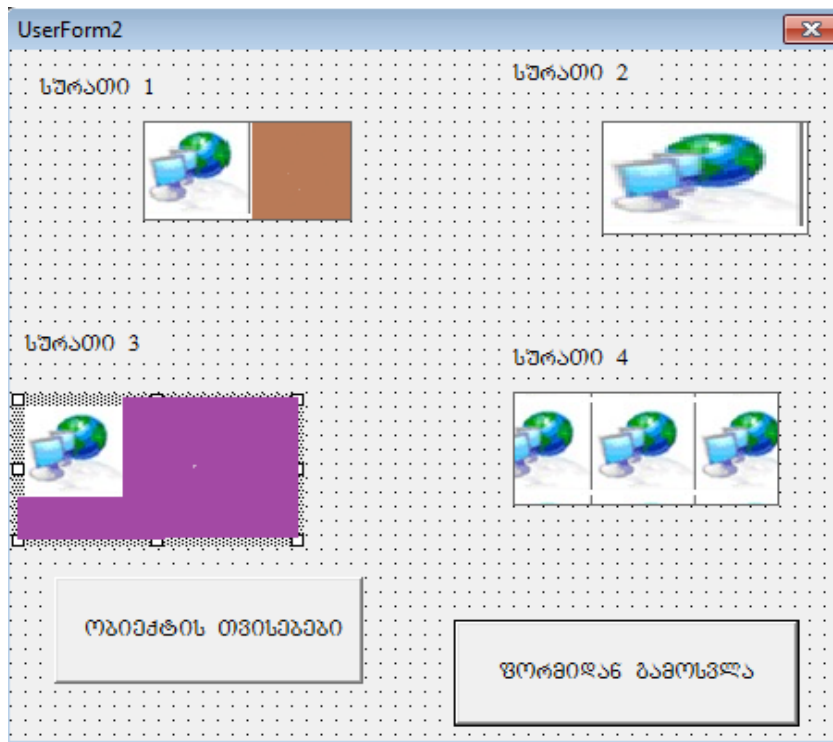 UserForm2
სურათი 1
სურათი 2
სურათი 3
სურათი 4
ობიექტის თვისებები
ფორმიდან გამოსვლა